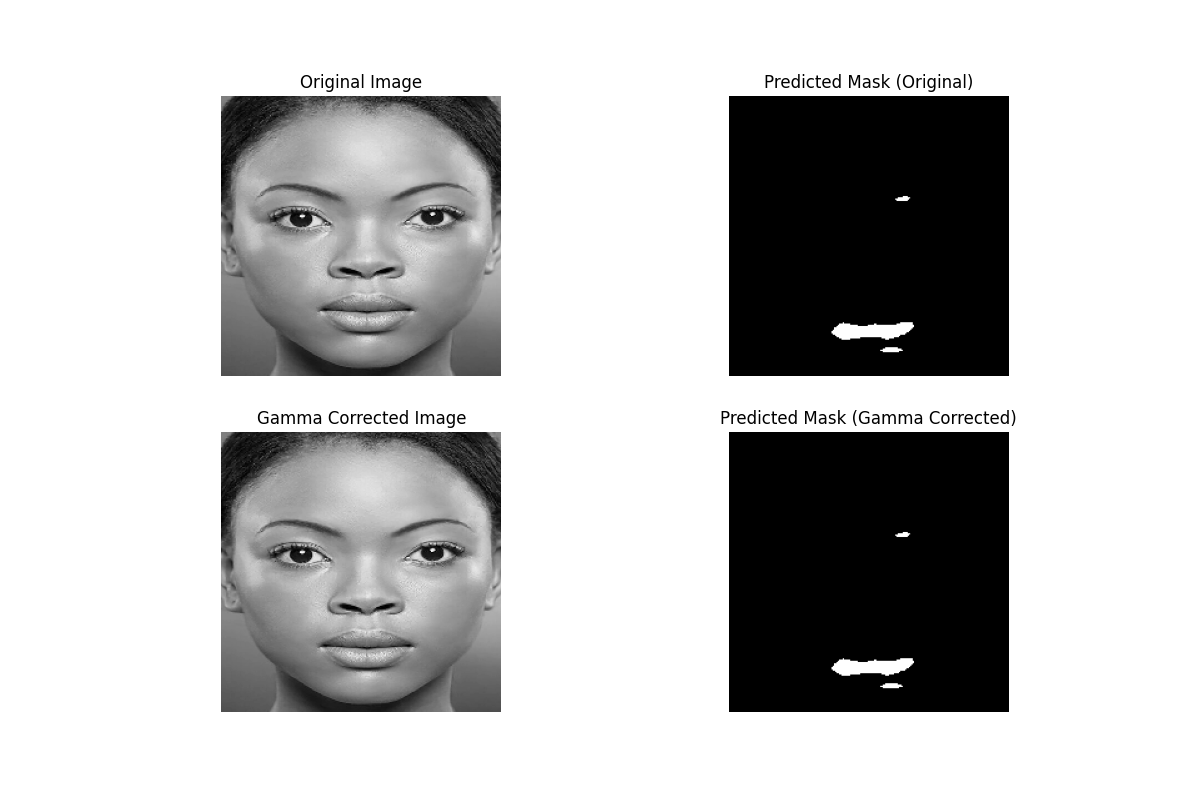 Original Image
Predicted Mask (Original)
Gamma Corrected Image
Predicted Mask (Gamma Corrected)